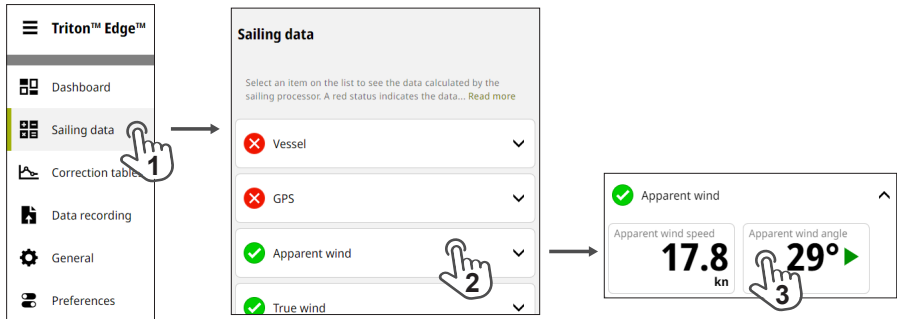 Triton™ Edge™
Dashboard
Sailing data
1
Correction tables
Data recording
General
Preferences
Sailing data
Select an item on the list to see the data calculated by the
sailing processor. A red status indicates the data... Read more
Vessel
GPS
Apparent wind
2
True wind
Apparent wind
Apparent wind speed
17.8
kn
Apparent wind angle
29°
3